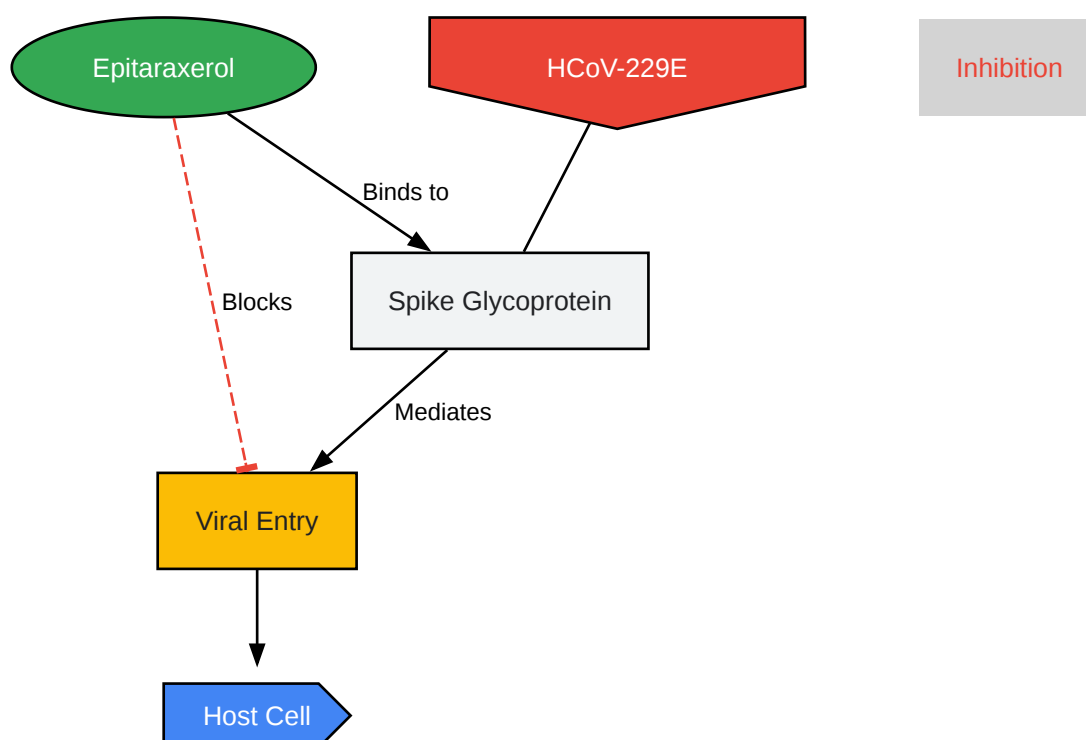 Epitaraxerol
HCoV-229E
Inhibition
Binds to
Blocks
Spike Glycoprotein
Mediates
Viral Entry
Host Cell